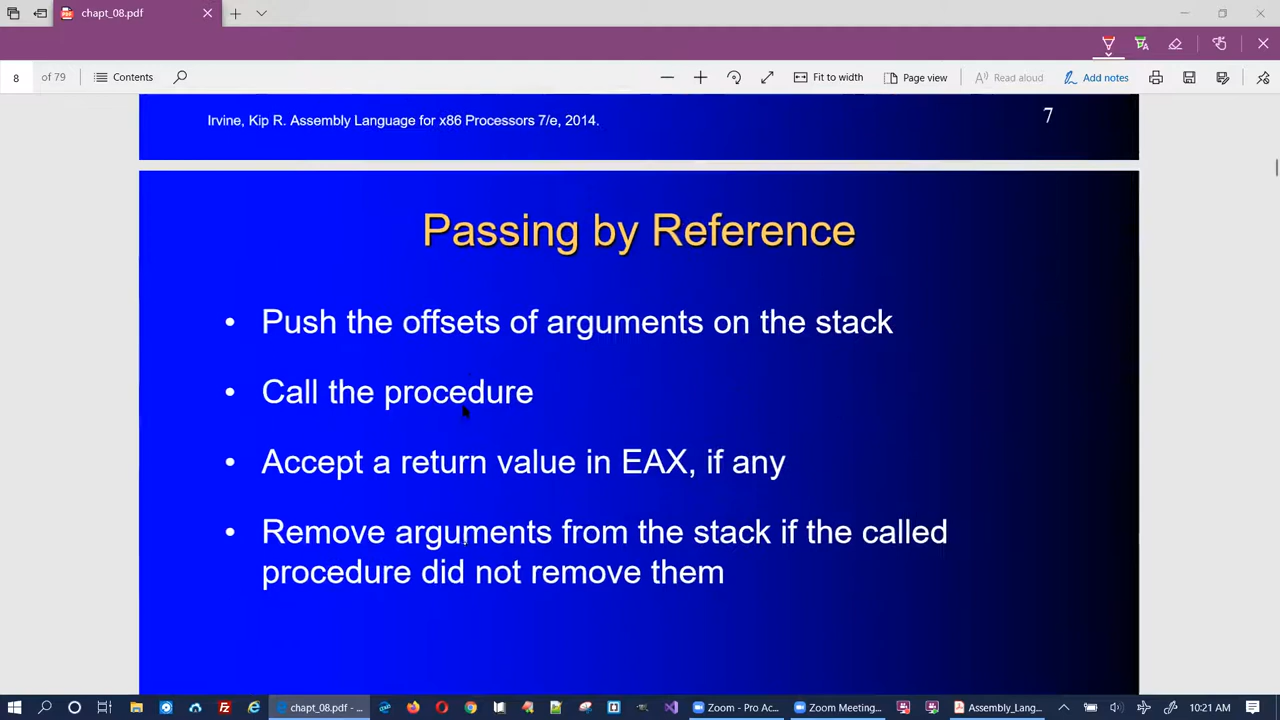 chapt_08.pdf
8 of 79 Contents Fit to width Page view Read aloud Add notes
Irvine, Kip R. Assembly Language for x86 Processors 7/e, 2014. 7
Passing by Reference
• Push the offsets of arguments on the stack
• Call the procedure
• Accept a return value in EAX, if any
• Remove arguments from the stack if the called
procedure did not remove them
chapt_08.pdf - ... Zoom - Pro Ac... Zoom Meeting... Assembly_Lang... 10:21 AM